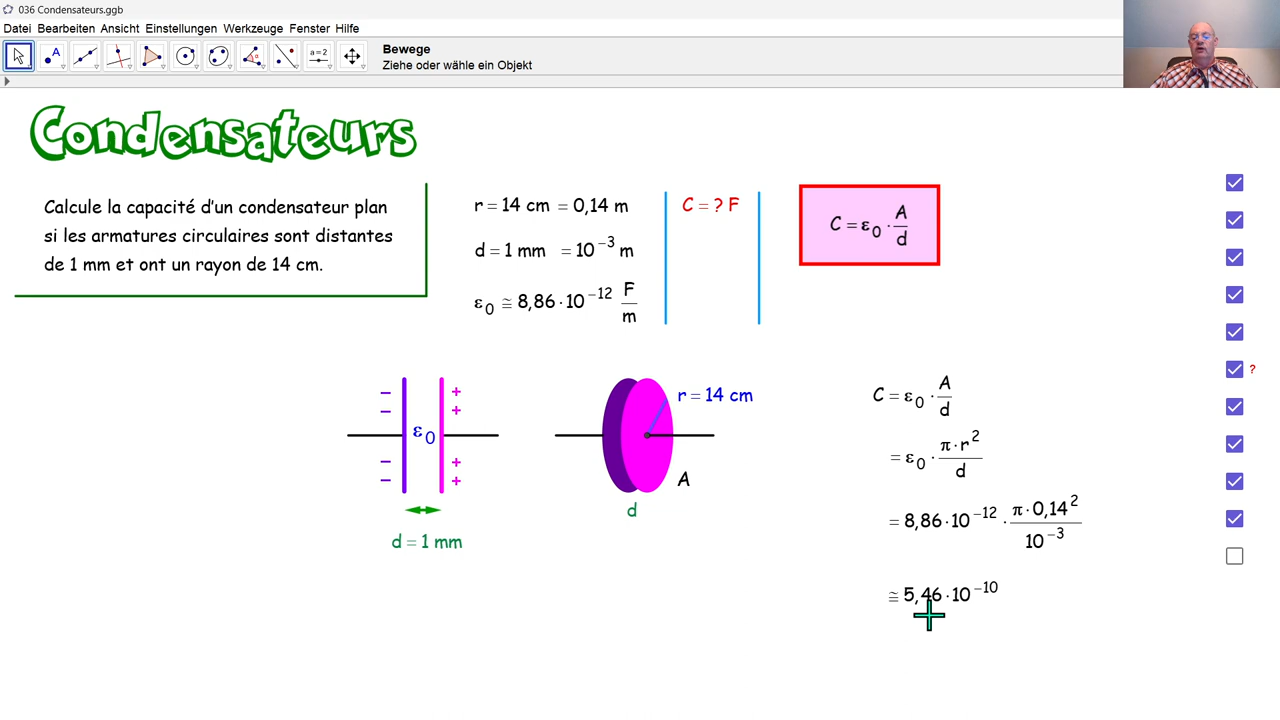 036 Condensateurs.ggb
Datei Bearbeiten Ansicht Einstellungen Werkzeuge Fenster Hilfe
A
a=2
Bewege
Ziehe oder wähle ein Objekt
Condensateurs
Calcule la capacité d'un condensateur plan
si les armatures circulaires sont distantes
de 1 mm et ont un rayon de 14 cm.
r = 14 cm = 0,14 m
d = 1 mm = 10⁻³ m
ε₀ ≅ 8,86 · 10⁻¹² F/m
C = ? F
C = ε₀ · A/d
− +
− +
ε₀
− +
− +
d = 1 mm
r = 14 cm
A
d
C = ε₀ · A/d
= ε₀ · π · r²/d
= 8,86 · 10⁻¹² · π · 0,14²/10⁻³
≅ 5,46 · 10⁻¹⁰
?